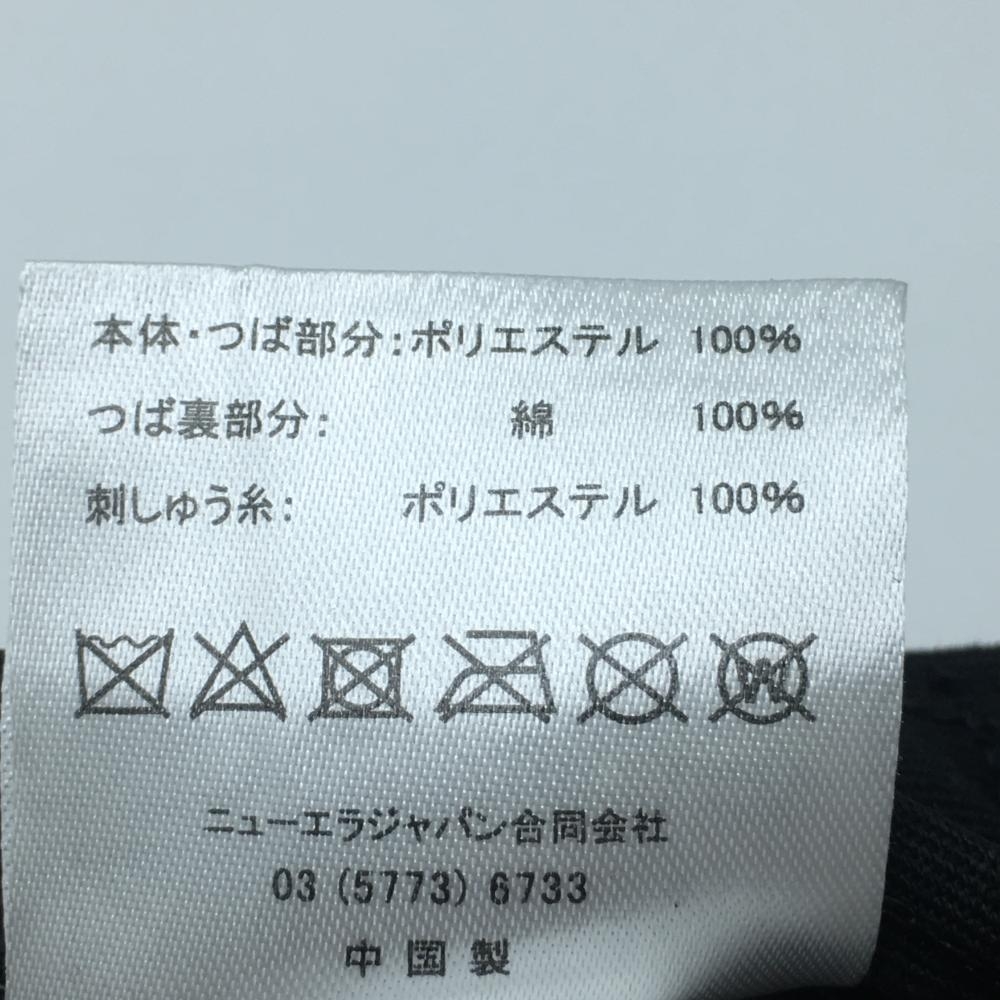 本体・つば部分:ポリエステル 100%
つば裏部分: 綿 100%
刺しゅう糸: ポリエステル 100%
W
ニューエラジャパン合同会社
03 (5773) 6733
中国製